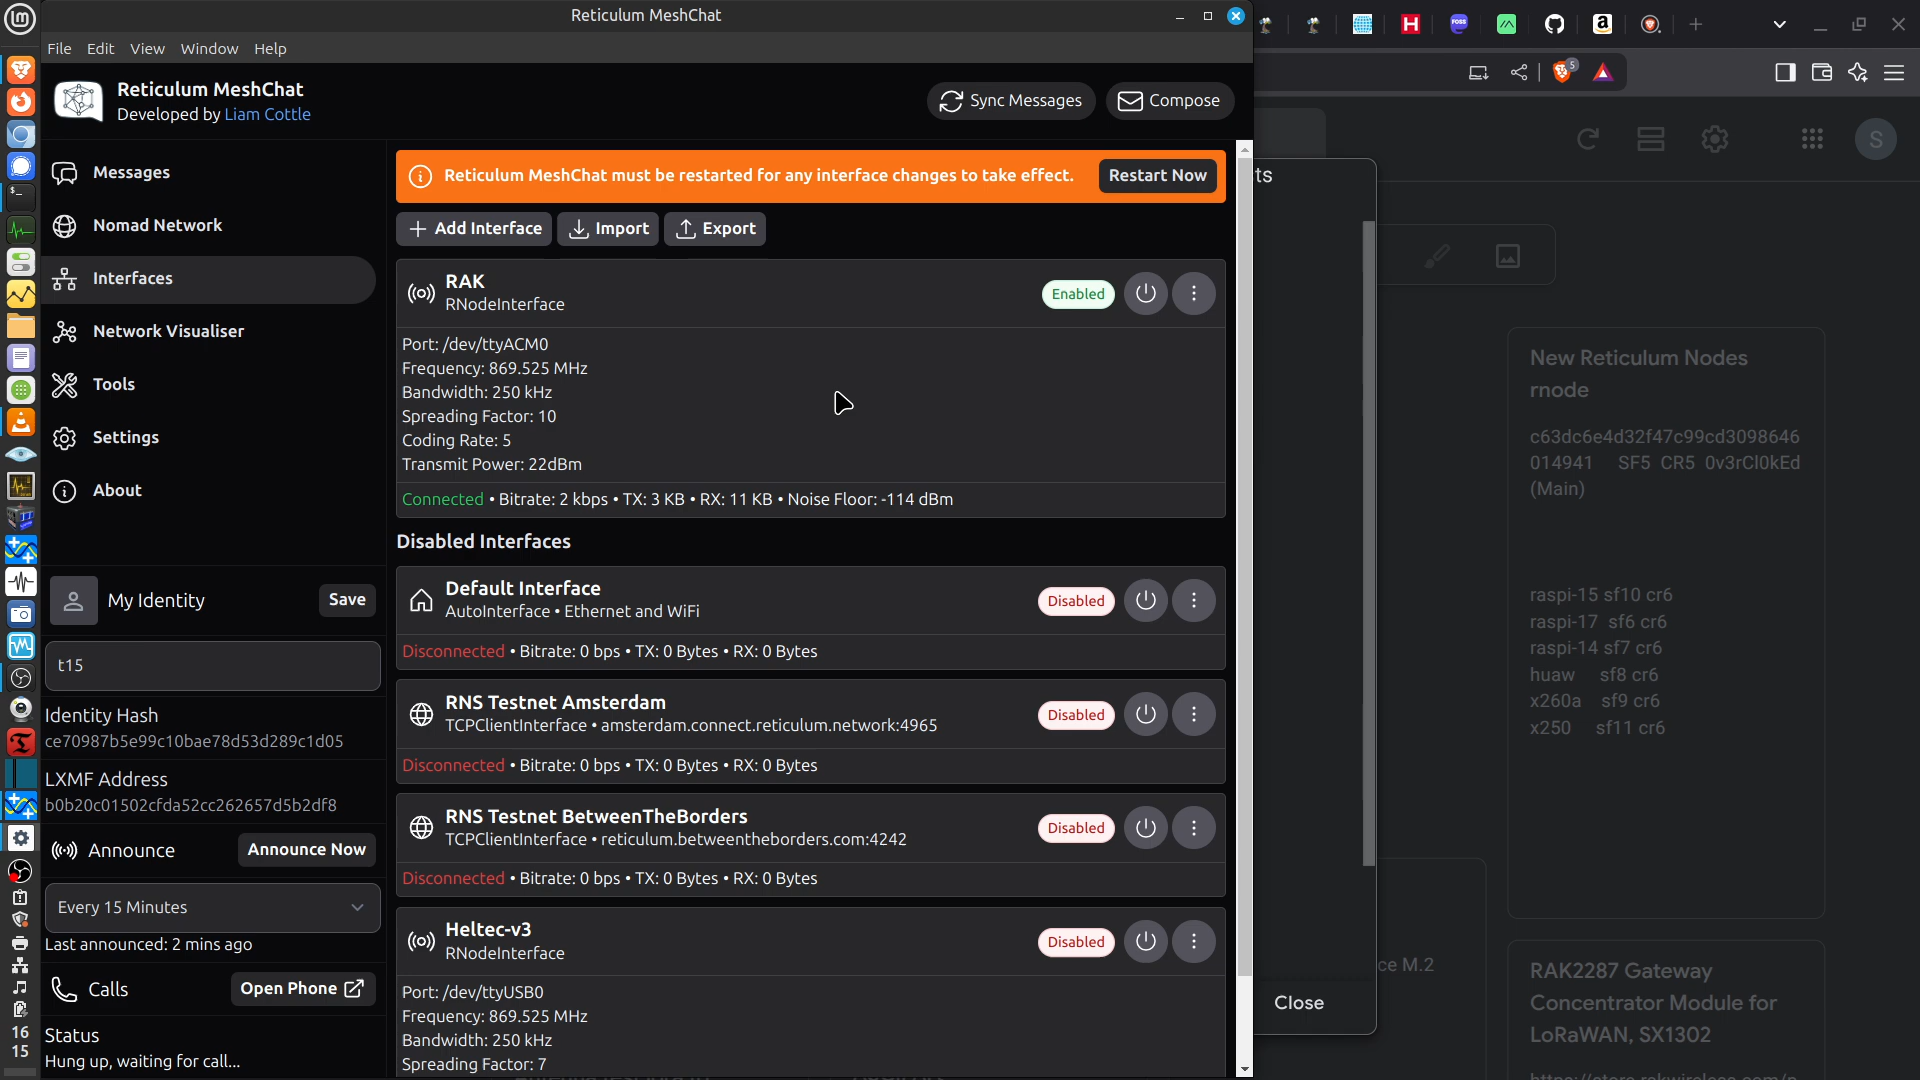 Reticulum MeshChat
File Edit View Window Help
Reticulum MeshChat
Developed by Liam Cottle
Sync Messages
Compose
Messages
Nomad Network
Interfaces
Network Visualiser
Tools
Settings
About
My Identity
Save
t15
Identity Hash
ce70987b5e99c10bae78d53d289c1d05
LXMF Address
b0b20c01502cfda52cc262657d5b2df8
Announce
Announce Now
Every 15 Minutes
Last announced: 2 mins ago
Calls
Open Phone
Status
Hung up, waiting for call...
16
15
Reticulum MeshChat must be restarted for any interface changes to take effect.
Restart Now
Add Interface
Import
Export
RAK
RNodeInterface
Enabled
Port: /dev/ttyACM0
Frequency: 869.525 MHz
Bandwidth: 250 kHz
Spreading Factor: 10
Coding Rate: 5
Transmit Power: 22dBm
Connected • Bitrate: 2 kbps • TX: 3 KB • RX: 11 KB • Noise Floor: -114 dBm
Disabled Interfaces
Default Interface
AutoInterface • Ethernet and WiFi
Disabled
Disconnected • Bitrate: 0 bps • TX: 0 Bytes • RX: 0 Bytes
RNS Testnet Amsterdam
TCPClientInterface • amsterdam.connect.reticulum.network:4965
Disabled
Disconnected • Bitrate: 0 bps • TX: 0 Bytes • RX: 0 Bytes
RNS Testnet BetweenTheBorders
TCPClientInterface • reticulum.betweentheborders.com:4242
Disabled
Disconnected • Bitrate: 0 bps • TX: 0 Bytes • RX: 0 Bytes
Heltec-v3
RNodeInterface
Disabled
Port: /dev/ttyUSB0
Frequency: 869.525 MHz
Bandwidth: 250 kHz
Spreading Factor: 7
ts
Close
ce M.2
5
S
New Reticulum Nodes
rnode
c63dc6e4d32f47c99cd3098646
014941 SF5 CR5 0v3rCl0kEd
(Main)
raspi-15 sf10 cr6
raspi-17 sf6 cr6
raspi-14 sf7 cr6
huaw sf8 cr6
x260a sf9 cr6
x250 sf11 cr6
RAK2287 Gateway
Concentrator Module for
LoRaWAN, SX1302